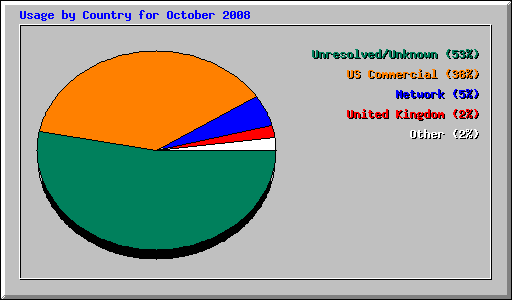 Usage by Country for October 2008
Unresolved/Unknown (53%)
US Commercial (38%)
Network (5%)
United Kingdom (2%)
Other (2%)